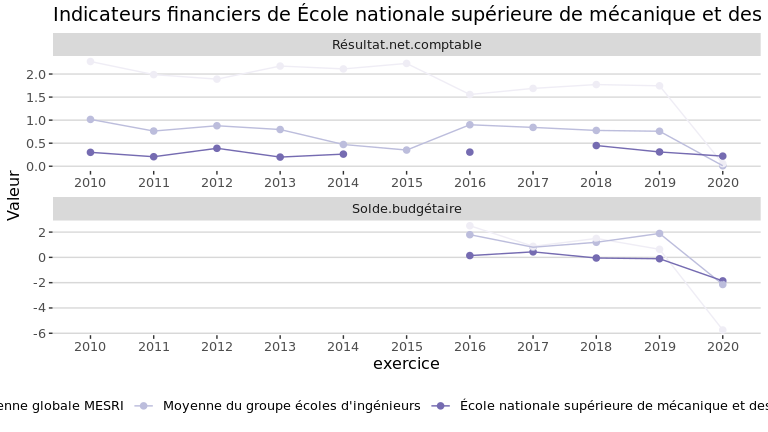 Indicateurs financiers de École nationale supérieure de mécanique et des
Résultat.net.comptable
2.0
1.5
1.0
0.5
0.0
2010 2011 2012 2013 2014 2015 2016 2017 2018 2019 2020
Valeur
Solde.budgétaire
2
0
-2
-4
-6
2010 2011 2012 2013 2014 2015 2016 2017 2018 2019 2020
exercice
enne globale MESRI Moyenne du groupe écoles d'ingénieurs École nationale supérieure de mécanique et des